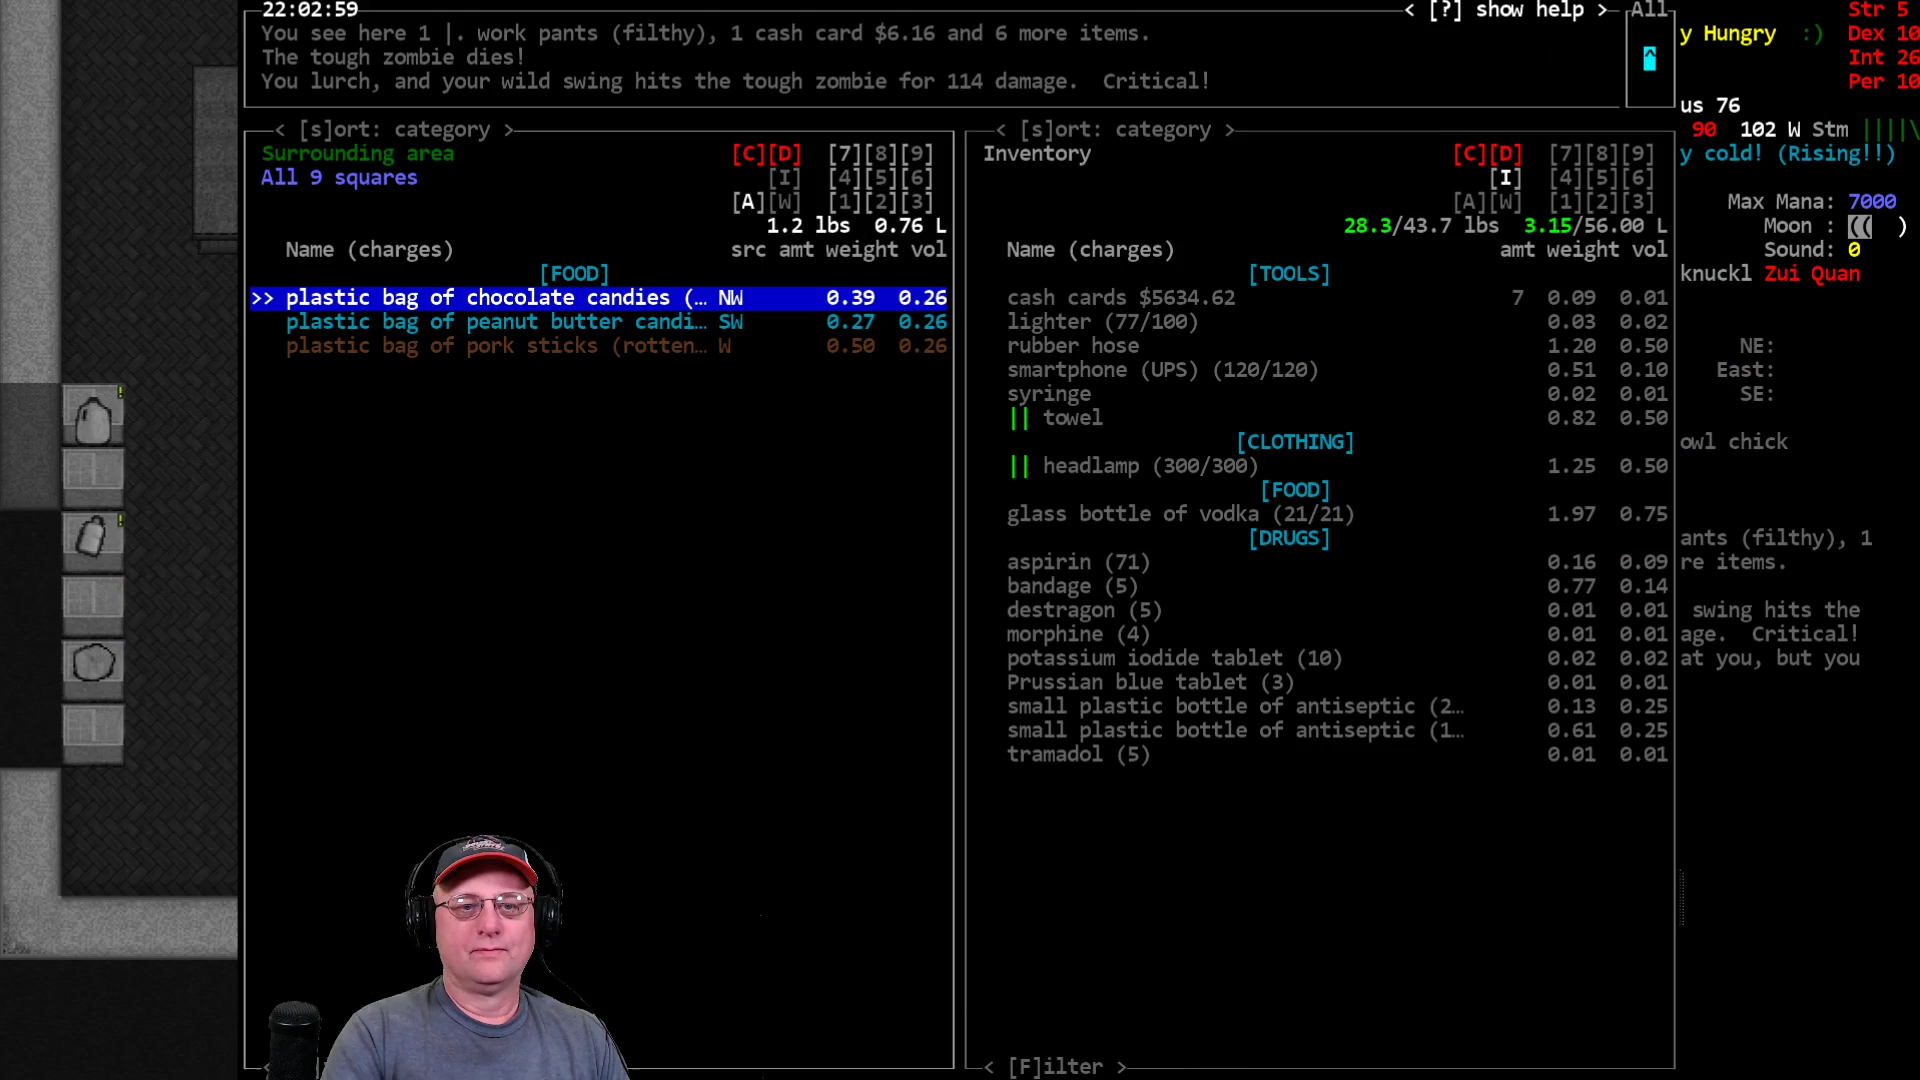 22:02:59
< [?] show help >
You see here 1 |. work pants (filthy), 1 cash card $6.16 and 6 more items.
The tough zombie dies!
You lurch, and your wild swing hits the tough zombie for 114 damage.  Critical!
All
^
Str 5
y Hungry :) Dex 10
Int 26
Per 10
us 76
90 102 W Stm ||||\
y cold! (Rising!!)
Max Mana: 7000
Moon : (( )
Sound: 0
knuckl Zui Quan
NE:
East:
SE:
owl chick
ants (filthy), 1
re items.
swing hits the
age.  Critical!
at you, but you
< [s]ort: category >
Surrounding area [C][D] [7][8][9]
All 9 squares [I] [4][5][6]
[A][W] [1][2][3]
1.2 lbs 0.76 L
Name (charges) src amt weight vol
[FOOD]
>> plastic bag of chocolate candies (… NW 0.39 0.26
plastic bag of peanut butter candi… SW 0.27 0.26
plastic bag of pork sticks (rotten… W 0.50 0.26
< [s]ort: category >
Inventory [C][D] [7][8][9]
[I] [4][5][6]
[A][W] [1][2][3]
28.3/43.7 lbs 3.15/56.00 L
Name (charges) amt weight vol
[TOOLS]
cash cards $5634.62 7 0.09 0.01
lighter (77/100) 0.03 0.02
rubber hose 1.20 0.50
smartphone (UPS) (120/120) 0.51 0.10
syringe 0.02 0.01
|| towel 0.82 0.50
[CLOTHING]
|| headlamp (300/300) 1.25 0.50
[FOOD]
glass bottle of vodka (21/21) 1.97 0.75
[DRUGS]
aspirin (71) 0.16 0.09
bandage (5) 0.77 0.14
destragon (5) 0.01 0.01
morphine (4) 0.01 0.01
potassium iodide tablet (10) 0.02 0.02
Prussian blue tablet (3) 0.01 0.01
small plastic bottle of antiseptic (2… 0.13 0.25
small plastic bottle of antiseptic (1… 0.61 0.25
tramadol (5) 0.01 0.01
< [F]ilter >